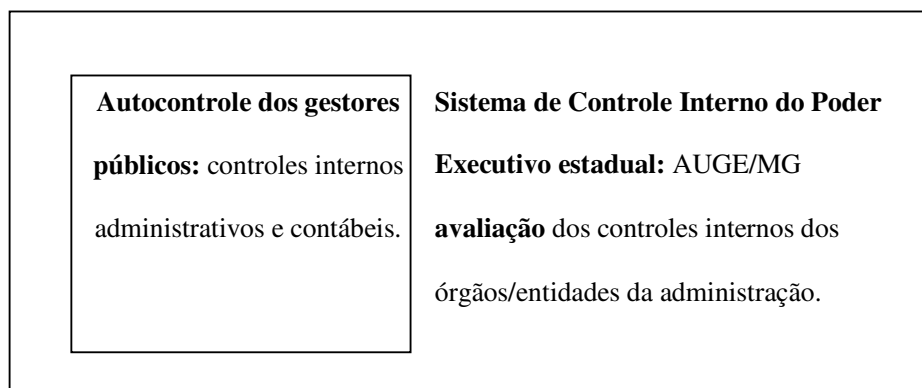 Autocontrole dos gestores
públicos: controles internos
administrativos e contábeis.
Sistema de Controle Interno do Poder
Executivo estadual: AUGE/MG
avaliação dos controles internos dos
órgãos/entidades da administração.